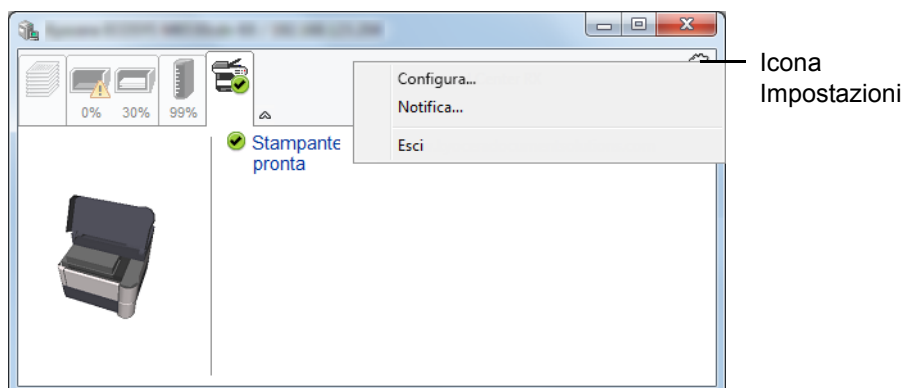 Configura...
Notifica...
Esci
0% 30% 99%
Stampante
pronta
Icona
Impostazioni